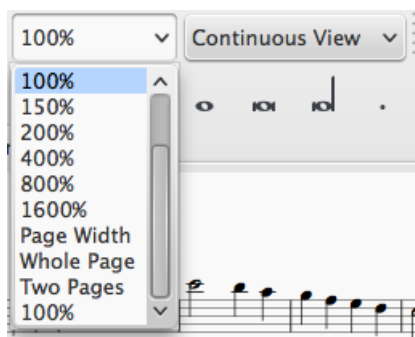 100%
Continuous View
100%
150%
200%
400%
800%
1600%
Page Width
Whole Page
Two Pages
100%